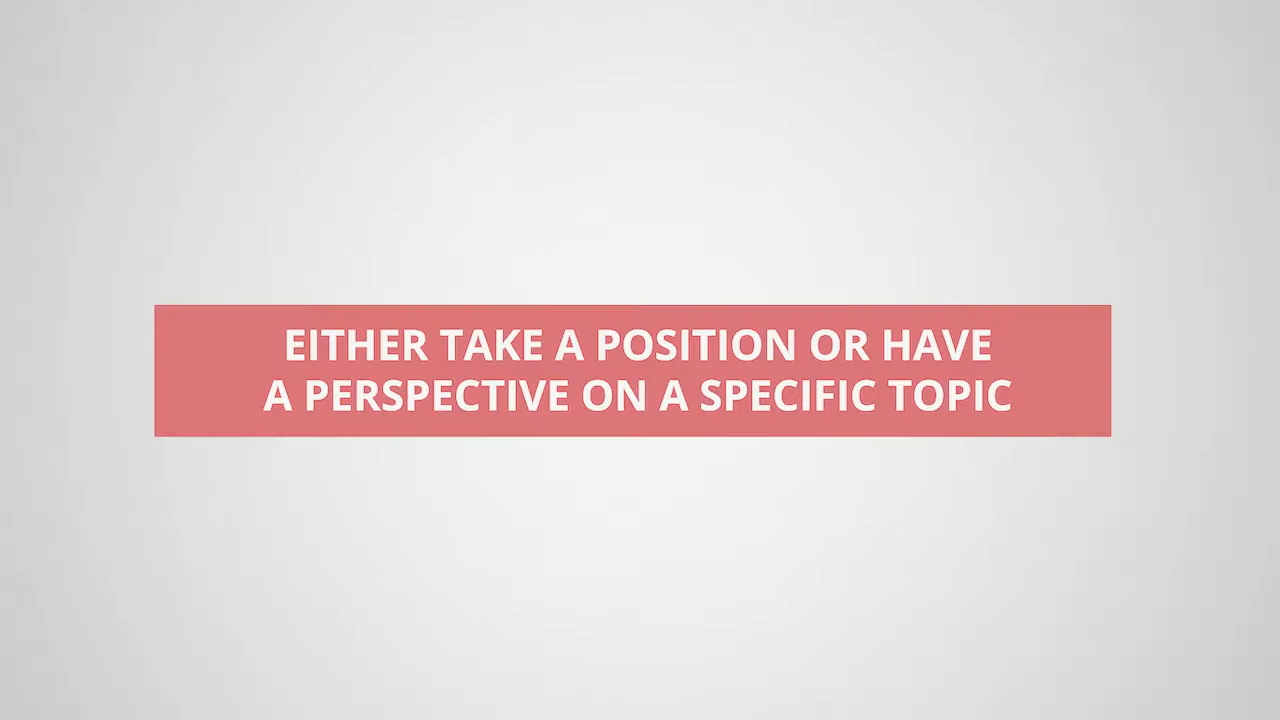 EITHER TAKE A POSITION OR HAVE
A PERSPECTIVE ON A SPECIFIC TOPIC